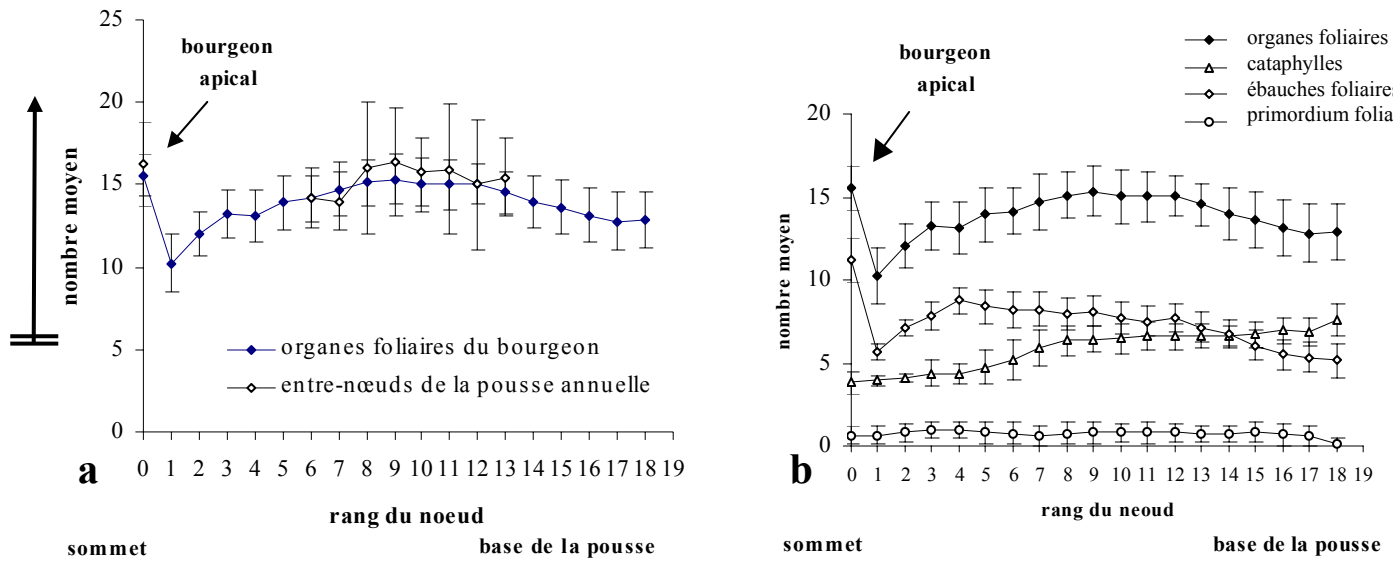 25
20
15
10
5
0
nombre moyen
bourgeon
apical
organes foliaires du bourgeon
entre-nœuds de la pousse annuelle
0 1 2 3 4 5 6 7 8 9 10 11 12 13 14 15 16 17 18 19
a
rang du noeud
sommet
base de la pousse
organes foliaires
cataphylles
ébauches foliaires
primordium folia
bourgeon
apical
20
15
10
5
0
nombre moyen
0 1 2 3 4 5 6 7 8 9 10 11 12 13 14 15 16 17 18 19
b
rang du neoud
sommet
base de la pousse